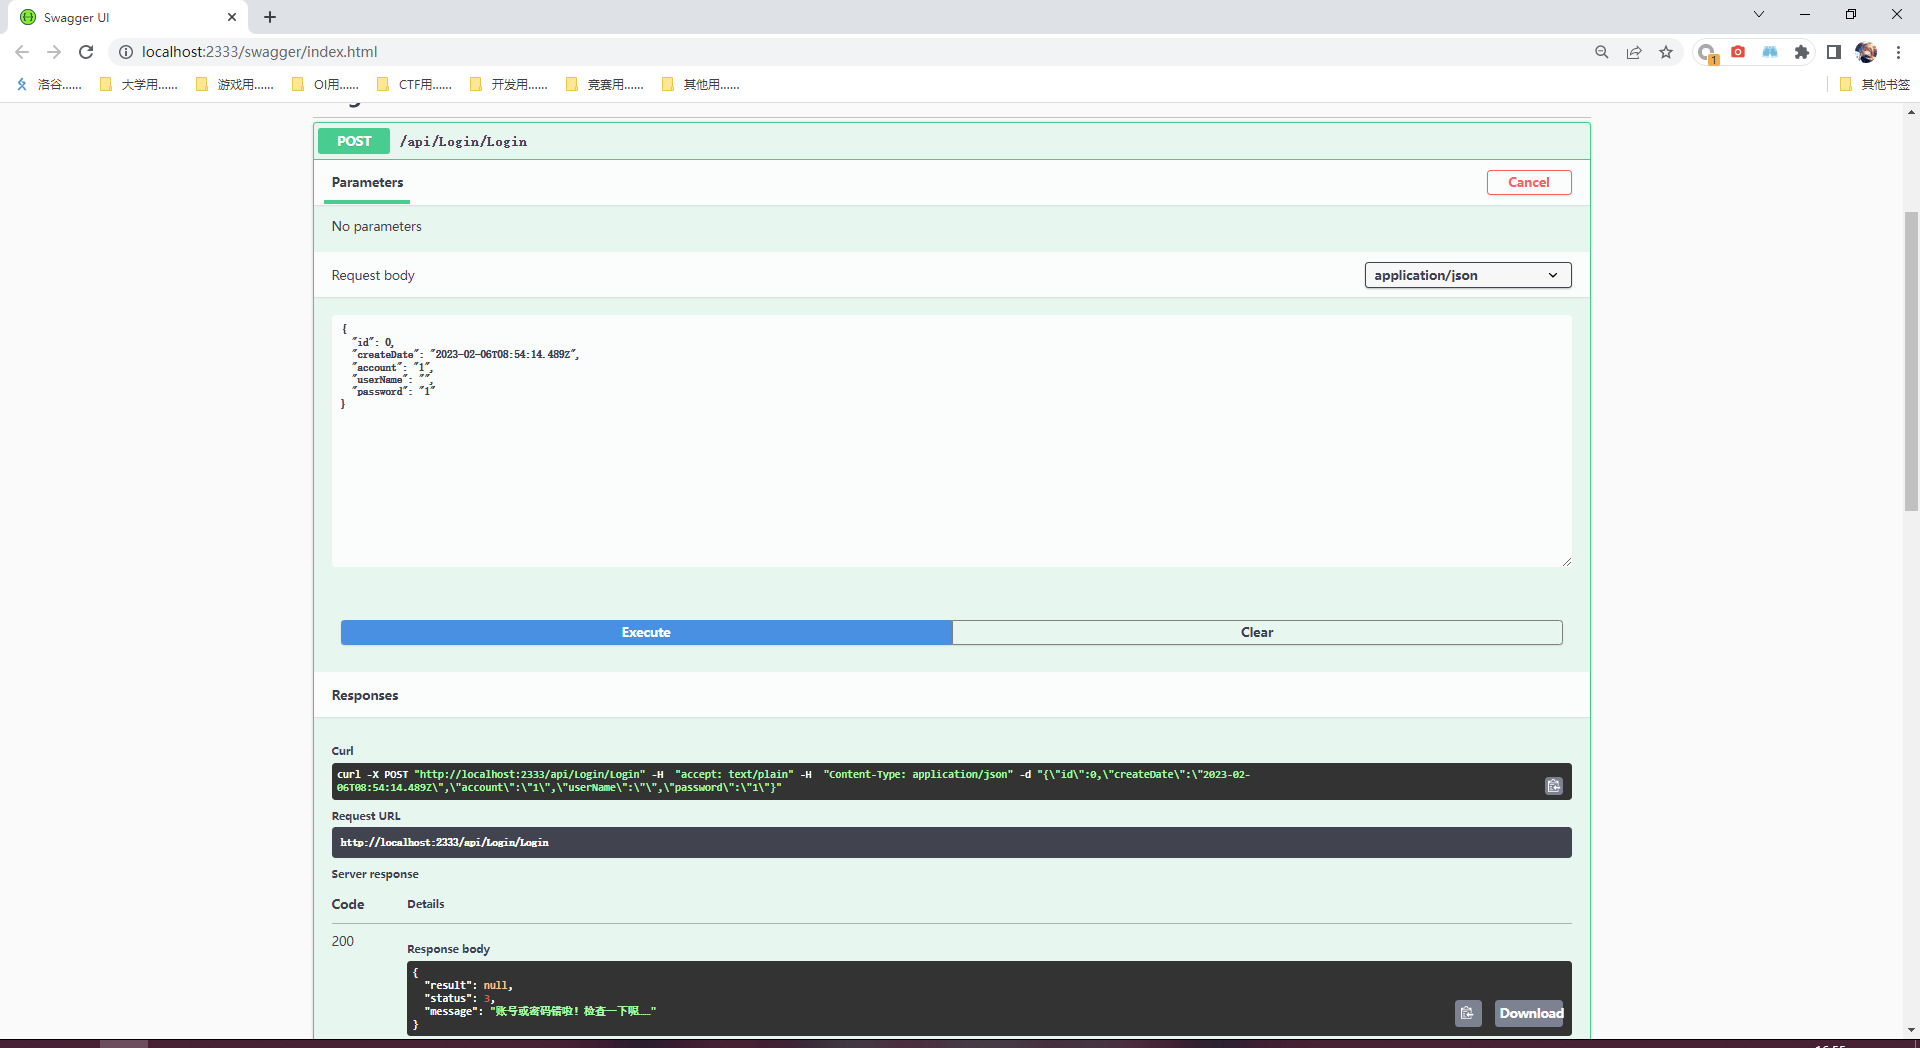 Swagger UI
localhost:2333/swagger/index.html
1
洛谷...... 大学用...... 游戏用...... OI用...... CTF用...... 开发用...... 竞赛用...... 其他用...... 其他书签
POST /api/Login/Login
Parameters Cancel
No parameters
Request body application/json
{
"id": 0,
"createDate": "2023-02-06T08:54:14.489Z",
"account": "1",
"userName": "",
"password": "1"
}
Execute Clear
Responses
Curl
curl -X POST "http://localhost:2333/api/Login/Login" -H  "accept: text/plain" -H  "Content-Type: application/json" -d "{\"id\":0,\"createDate\":\"2023-02-
06T08:54:14.489Z\",\"account\":\"1\",\"userName\":\"\",\"password\":\"1\"}"
Request URL
http://localhost:2333/api/Login/Login
Server response
Code Details
200
Response body
{
"result": null,
"status": 3,
"message": "账号或密码错啦！检查一下呢……"
}
Download